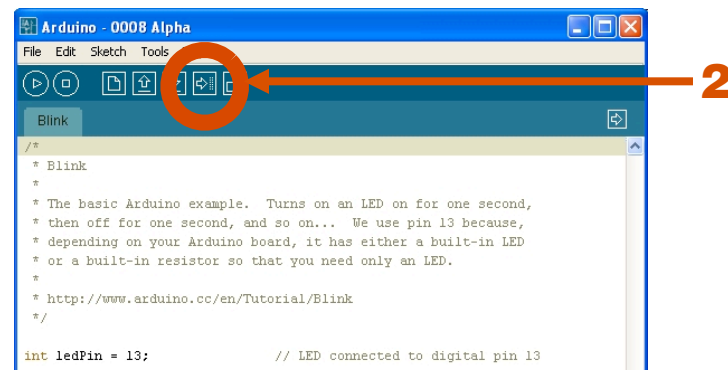 Arduino - 0008 Alpha
File Edit Sketch Tools
2
Blink
/*
* Blink
*
* The basic Arduino example. Turns on an LED on for one second,
* then off for one second, and so on... We use pin 13 because,
* depending on your Arduino board, it has either a built-in LED
* or a built-in resistor so that you need only an LED.
*
* http://www.arduino.cc/en/Tutorial/Blink
*/
int ledPin = 13; // LED connected to digital pin 13